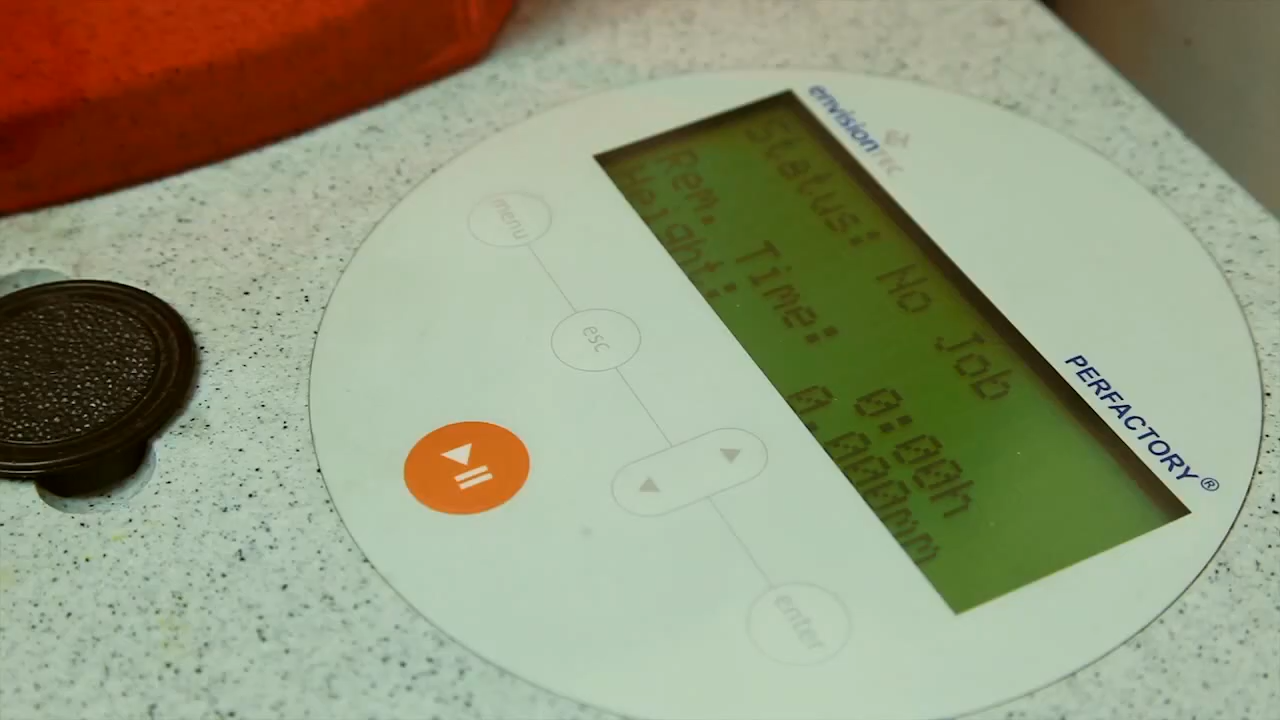 envisionTEC
Status: No Job
Rem. Time: 0:00h
Height: 0.000mm
PERFACTORY®
menu
esc
enter